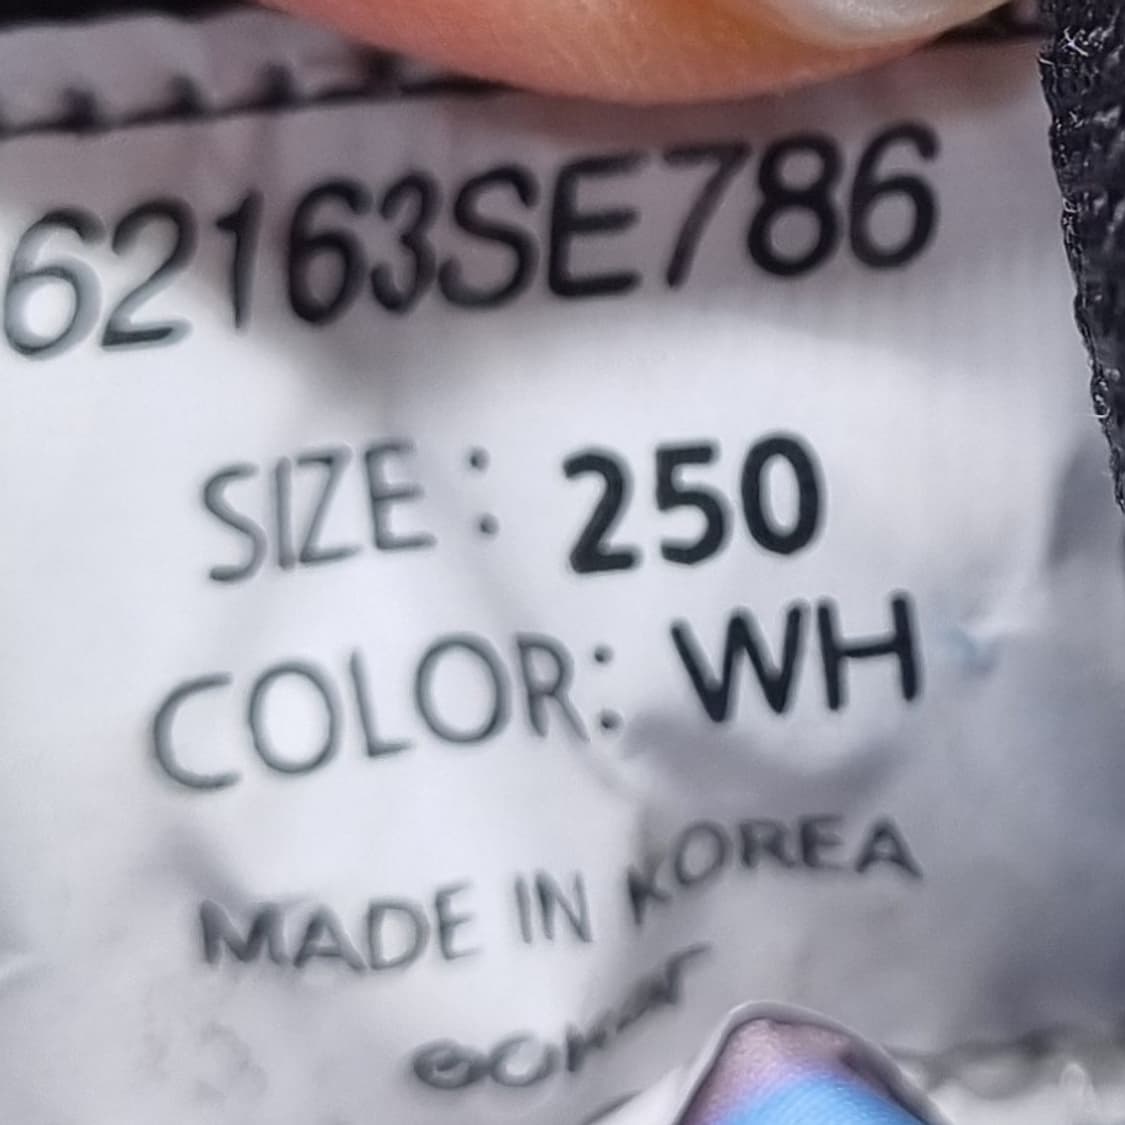 62163SE786
SIZE : 250
COLOR: WH
MADE IN KOREA